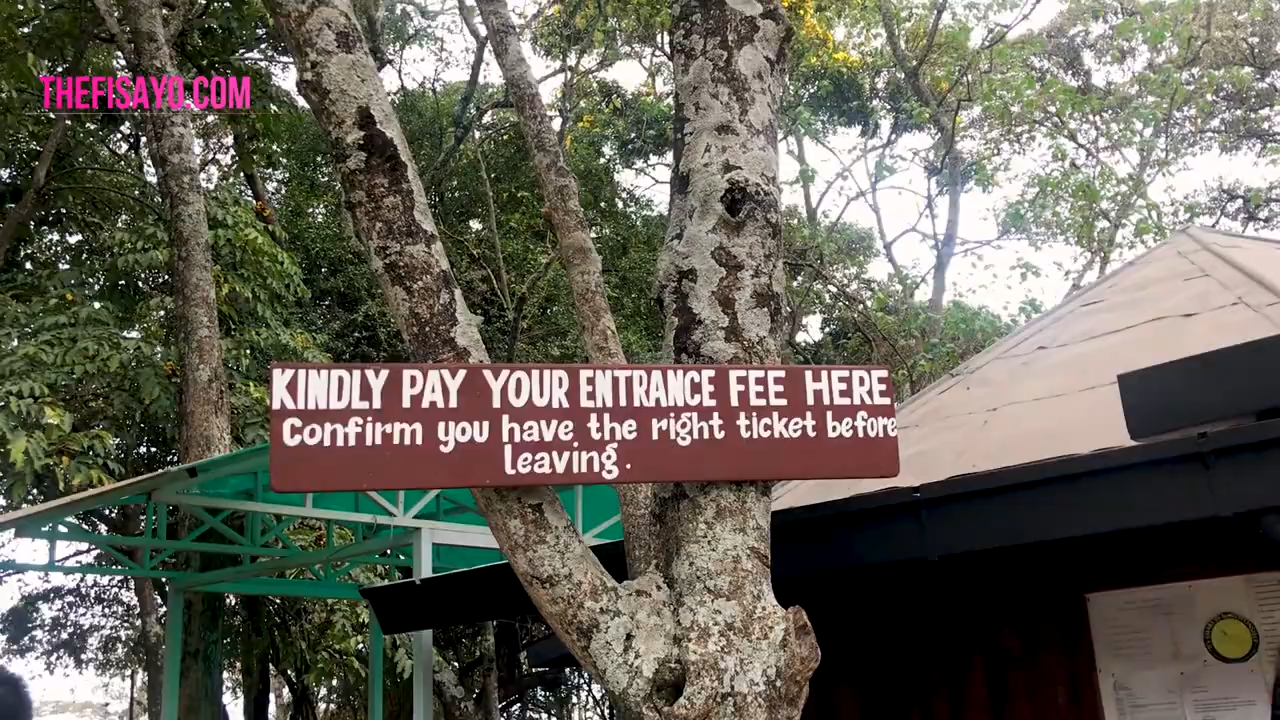 THEFISAYO.COM
KINDLY PAY YOUR ENTRANCE FEE HERE
Confirm you have the right ticket before
leaving.